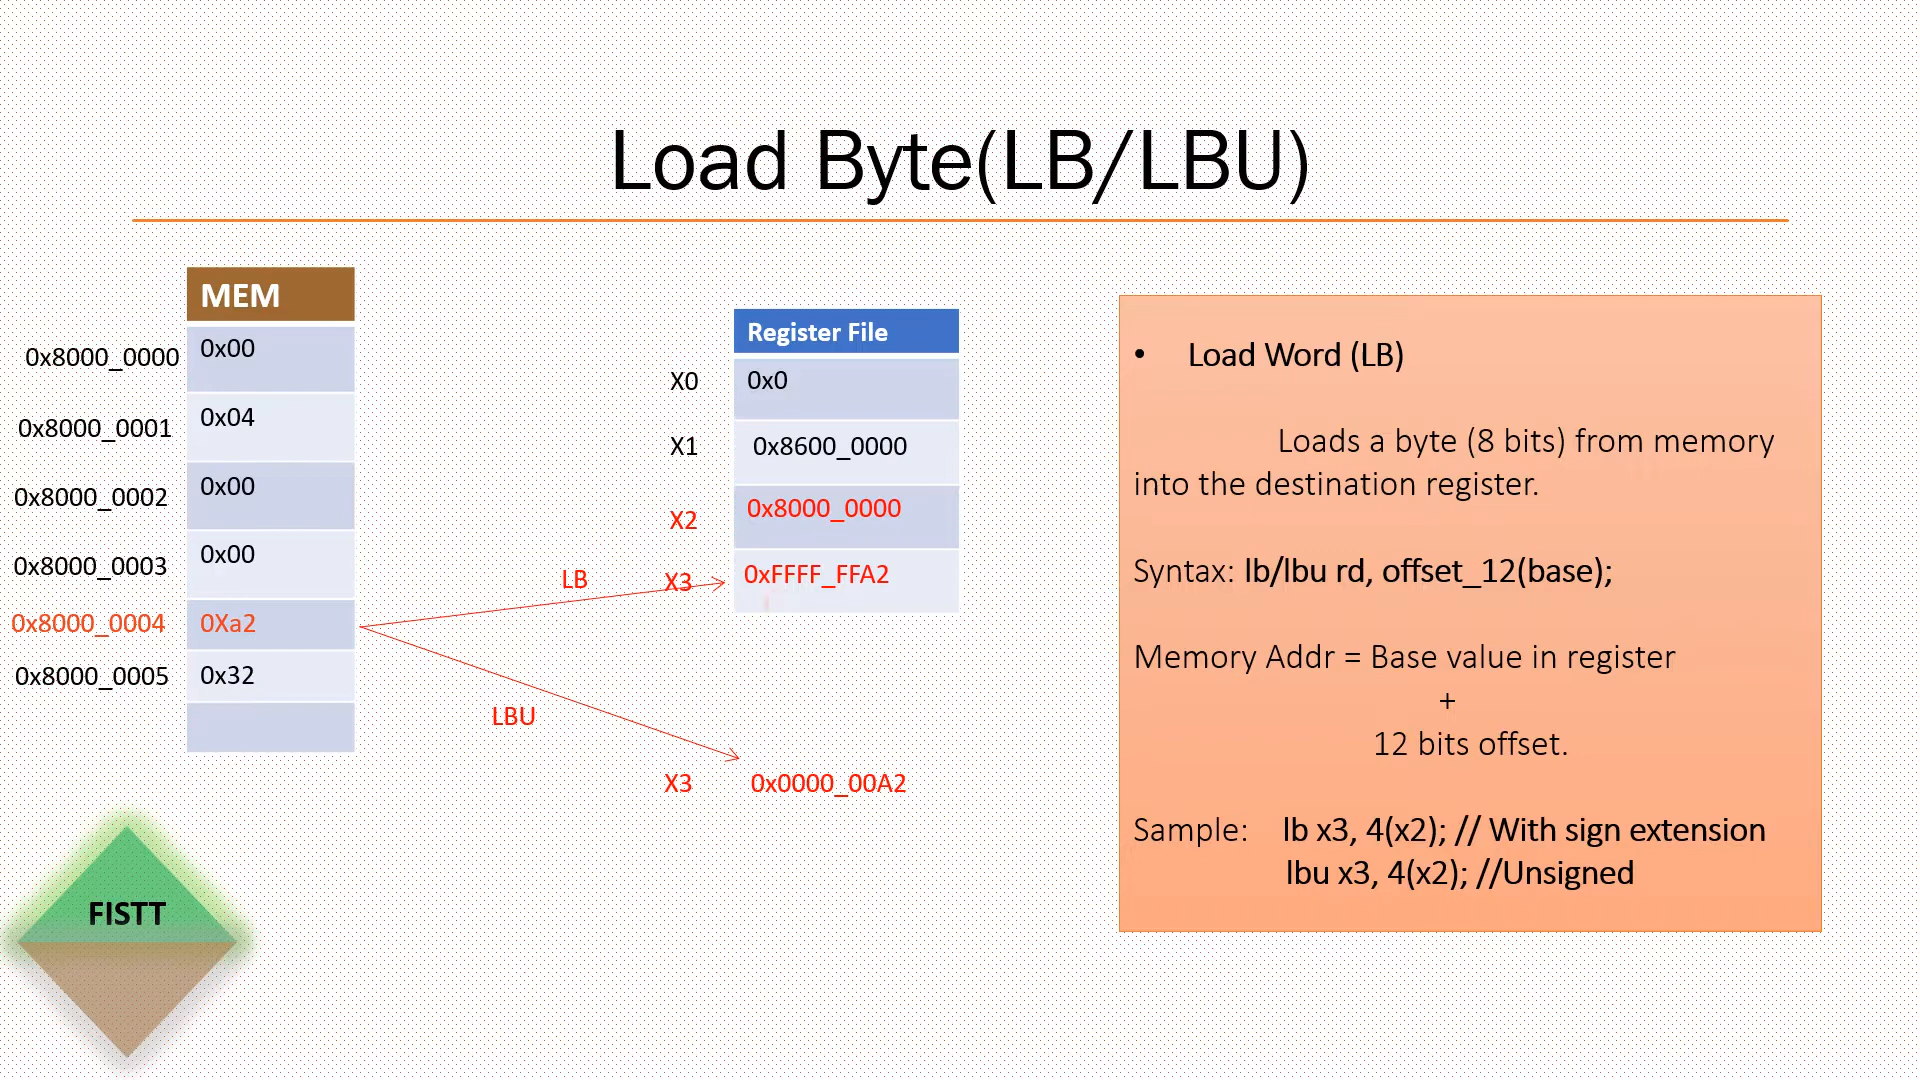 Load Byte(LB/LBU)
MEM
0x8000_0000 0x00
0x8000_0001 0x04
0x8000_0002 0x00
0x8000_0003 0x00
0x8000_0004 0Xa2
0x8000_0005 0x32
LB
LBU
Register File
X0 0x0
X1 0x8600_0000
X2 0x8000_0000
X3 0xFFFF_FFA2
X3 0x0000_00A2
• Load Word (LB)
Loads a byte (8 bits) from memory
into the destination register.
Syntax: lb/lbu rd, offset_12(base);
Memory Addr = Base value in register
+
12 bits offset.
Sample: lb x3, 4(x2); // With sign extension
lbu x3, 4(x2); //Unsigned
FISTT